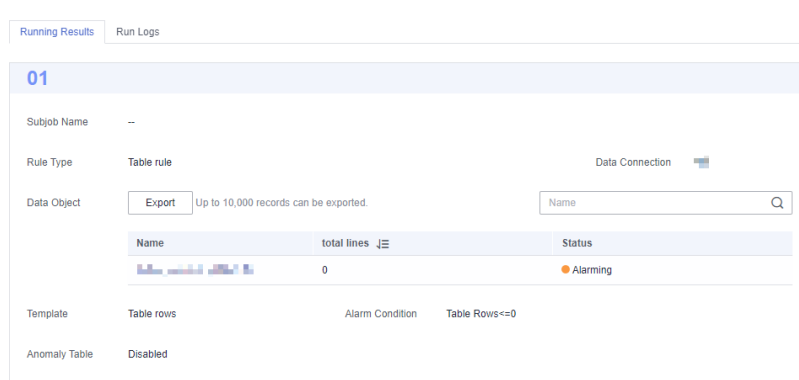 Running Results Run Logs
01
Subjob Name --
Rule Type Table rule Data Connection
Data Object Export Up to 10,000 records can be exported. Name
Name total lines Status
0 Alarming
Template Table rows Alarm Condition Table Rows<=0
Anomaly Table Disabled